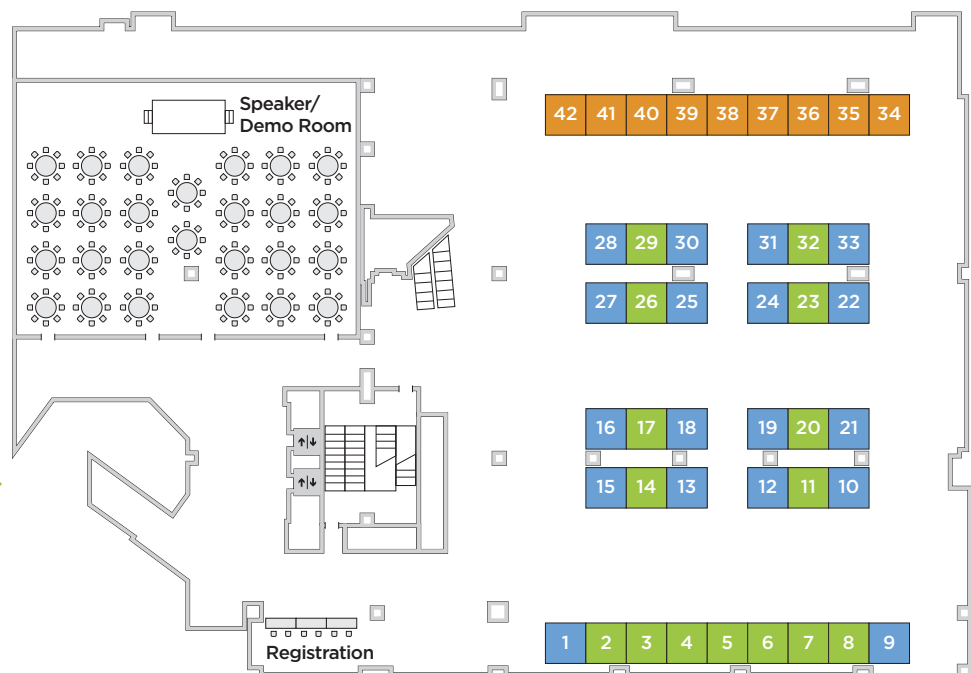 Speaker/
Demo Room
42 41 40 39 38 37 36 35 34
28 29 30 31 32 33
27 26 25 24 23 22
16 17 18 19 20 21
15 14 13 12 11 10
Registration
1 2 3 4 5 6 7 8 9